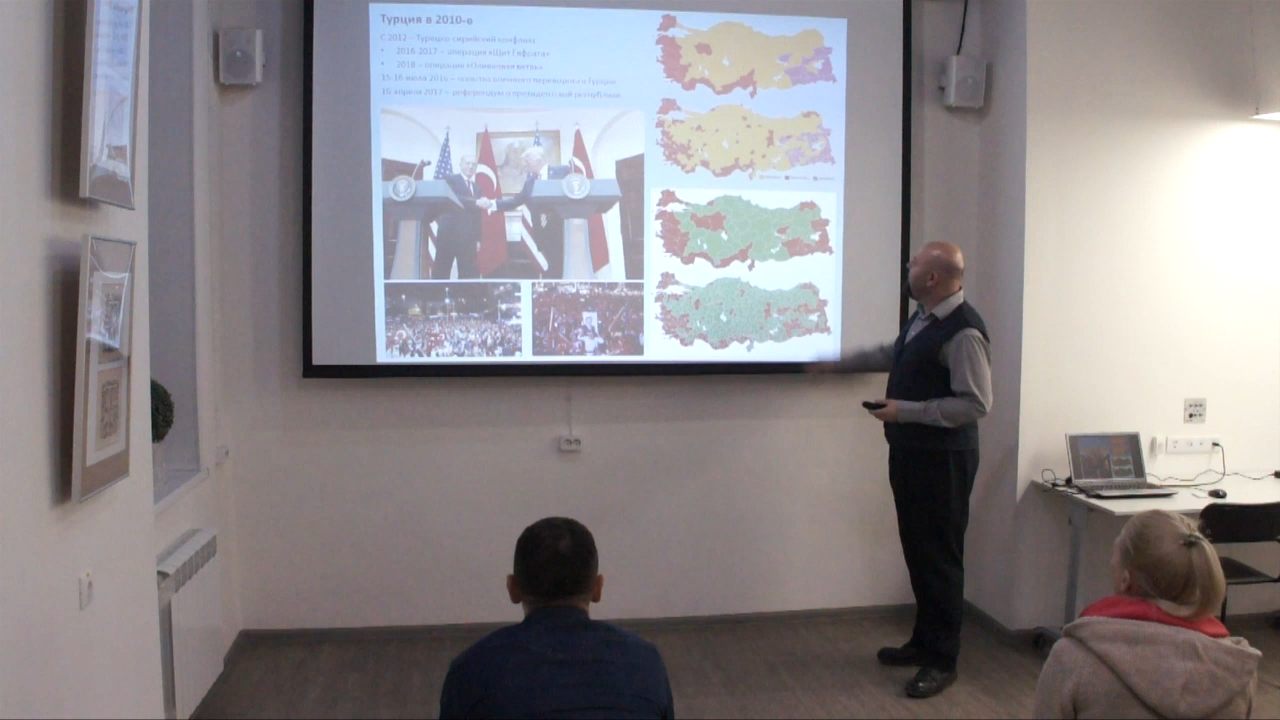 Турция в 2010-е
С 2012 – Турецко-сирийский конфликт
• 2016-2017 – операция «Щит Евфрата»
• 2018 – операция «Оливковая ветвь»
15-16 июля 2016 – попытка военного переворота в Турции
16 апреля 2017 – референдум о президентской республике